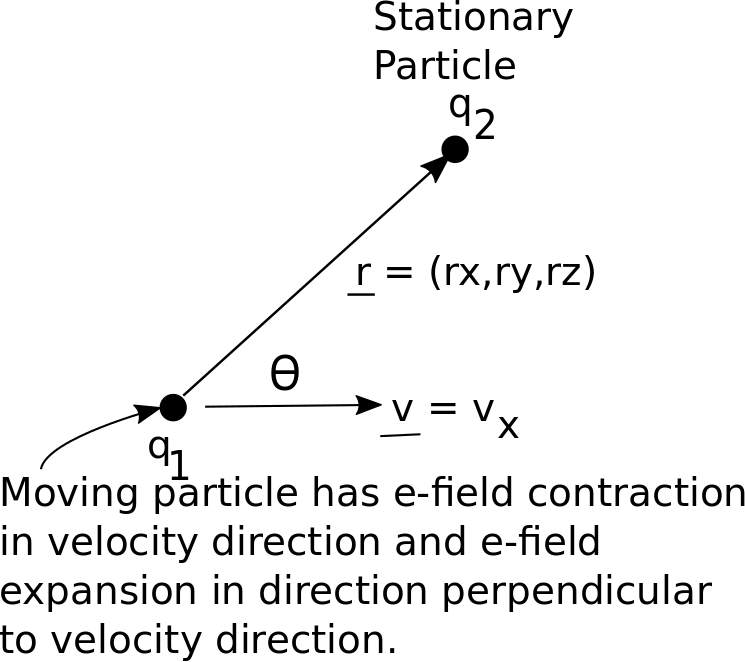 Stationary
Particle
q2
r = (rx,ry,rz)
θ
v = vx
q1
Moving particle has e-field contraction
in velocity direction and e-field
expansion in direction perpendicular
to velocity direction.